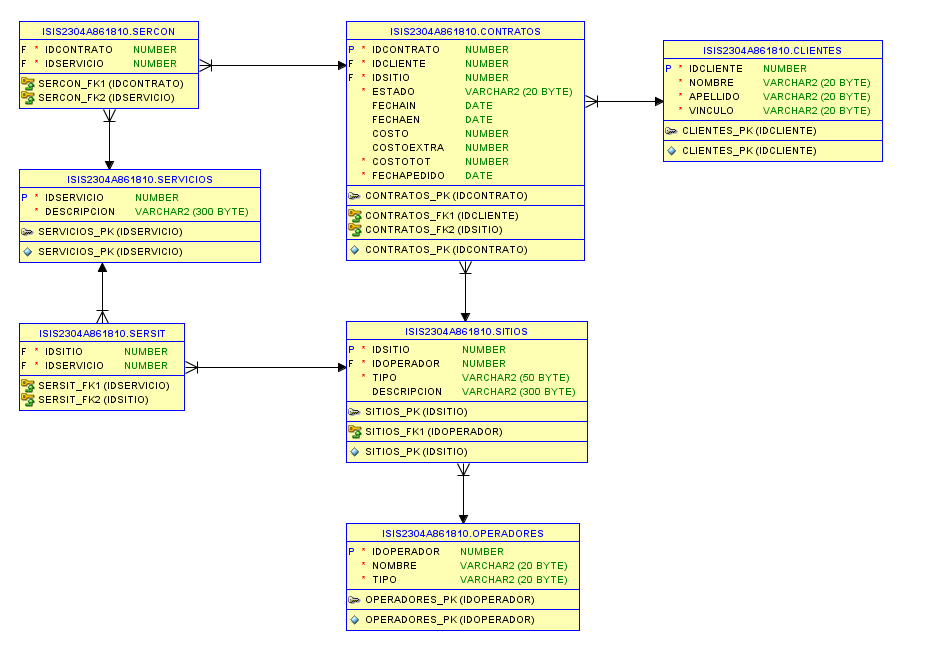 ISIS2304A861810.SERCON
F * IDCONTRATO NUMBER
F * IDSERVICIO NUMBER
SERCON_FK1 (IDCONTRATO)
SERCON_FK2 (IDSERVICIO)
ISIS2304A861810.CONTRATOS
P * IDCONTRATO NUMBER
F * IDCLIENTE NUMBER
F * IDSITIO NUMBER
* ESTADO VARCHAR2 (20 BYTE)
FECHAIN DATE
FECHAEN DATE
COSTO NUMBER
COSTOEXTRA NUMBER
* COSTOTOT NUMBER
* FECHAPEDIDO DATE
CONTRATOS_PK (IDCONTRATO)
CONTRATOS_FK1 (IDCLIENTE)
CONTRATOS_FK2 (IDSITIO)
CONTRATOS_PK (IDCONTRATO)
ISIS2304A861810.CLIENTES
P * IDCLIENTE NUMBER
* NOMBRE VARCHAR2 (20 BYTE)
* APELLIDO VARCHAR2 (20 BYTE)
* VINCULO VARCHAR2 (20 BYTE)
CLIENTES_PK (IDCLIENTE)
CLIENTES_PK (IDCLIENTE)
ISIS2304A861810.SERVICIOS
P * IDSERVICIO NUMBER
* DESCRIPCION VARCHAR2 (300 BYTE)
SERVICIOS_PK (IDSERVICIO)
SERVICIOS_PK (IDSERVICIO)
ISIS2304A861810.SERSIT
F * IDSITIO NUMBER
F * IDSERVICIO NUMBER
SERSIT_FK1 (IDSERVICIO)
SERSIT_FK2 (IDSITIO)
ISIS2304A861810.SITIOS
P * IDSITIO NUMBER
F * IDOPERADOR NUMBER
* TIPO VARCHAR2 (50 BYTE)
DESCRIPCION VARCHAR2 (300 BYTE)
SITIOS_PK (IDSITIO)
SITIOS_FK1 (IDOPERADOR)
SITIOS_PK (IDSITIO)
ISIS2304A861810.OPERADORES
P * IDOPERADOR NUMBER
* NOMBRE VARCHAR2 (20 BYTE)
* TIPO VARCHAR2 (20 BYTE)
OPERADORES_PK (IDOPERADOR)
OPERADORES_PK (IDOPERADOR)